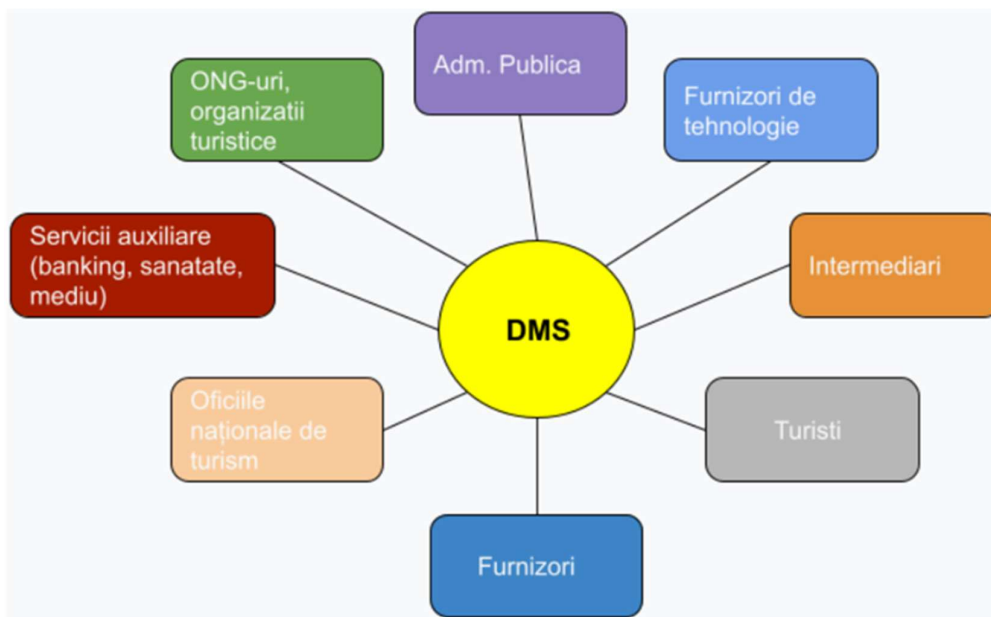 Adm. Publica
ONG-uri,
organizatii
turistice
Furnizori de
tehnologie
Servicii auxiliare
(banking, sanatate,
mediu)
Intermediari
DMS
Oficiile
naționale de
turism
Turisti
Furnizori